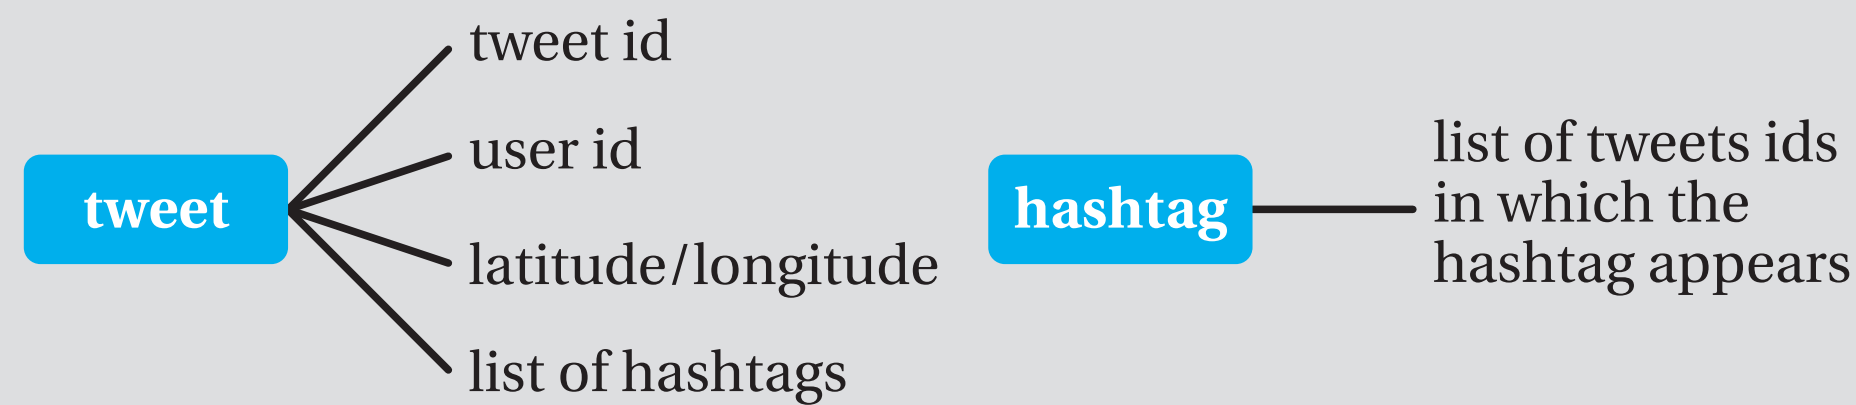 tweet
tweet id
user id
latitude/longitude
list of hashtags
hashtag
list of tweets ids
in which the
hashtag appears